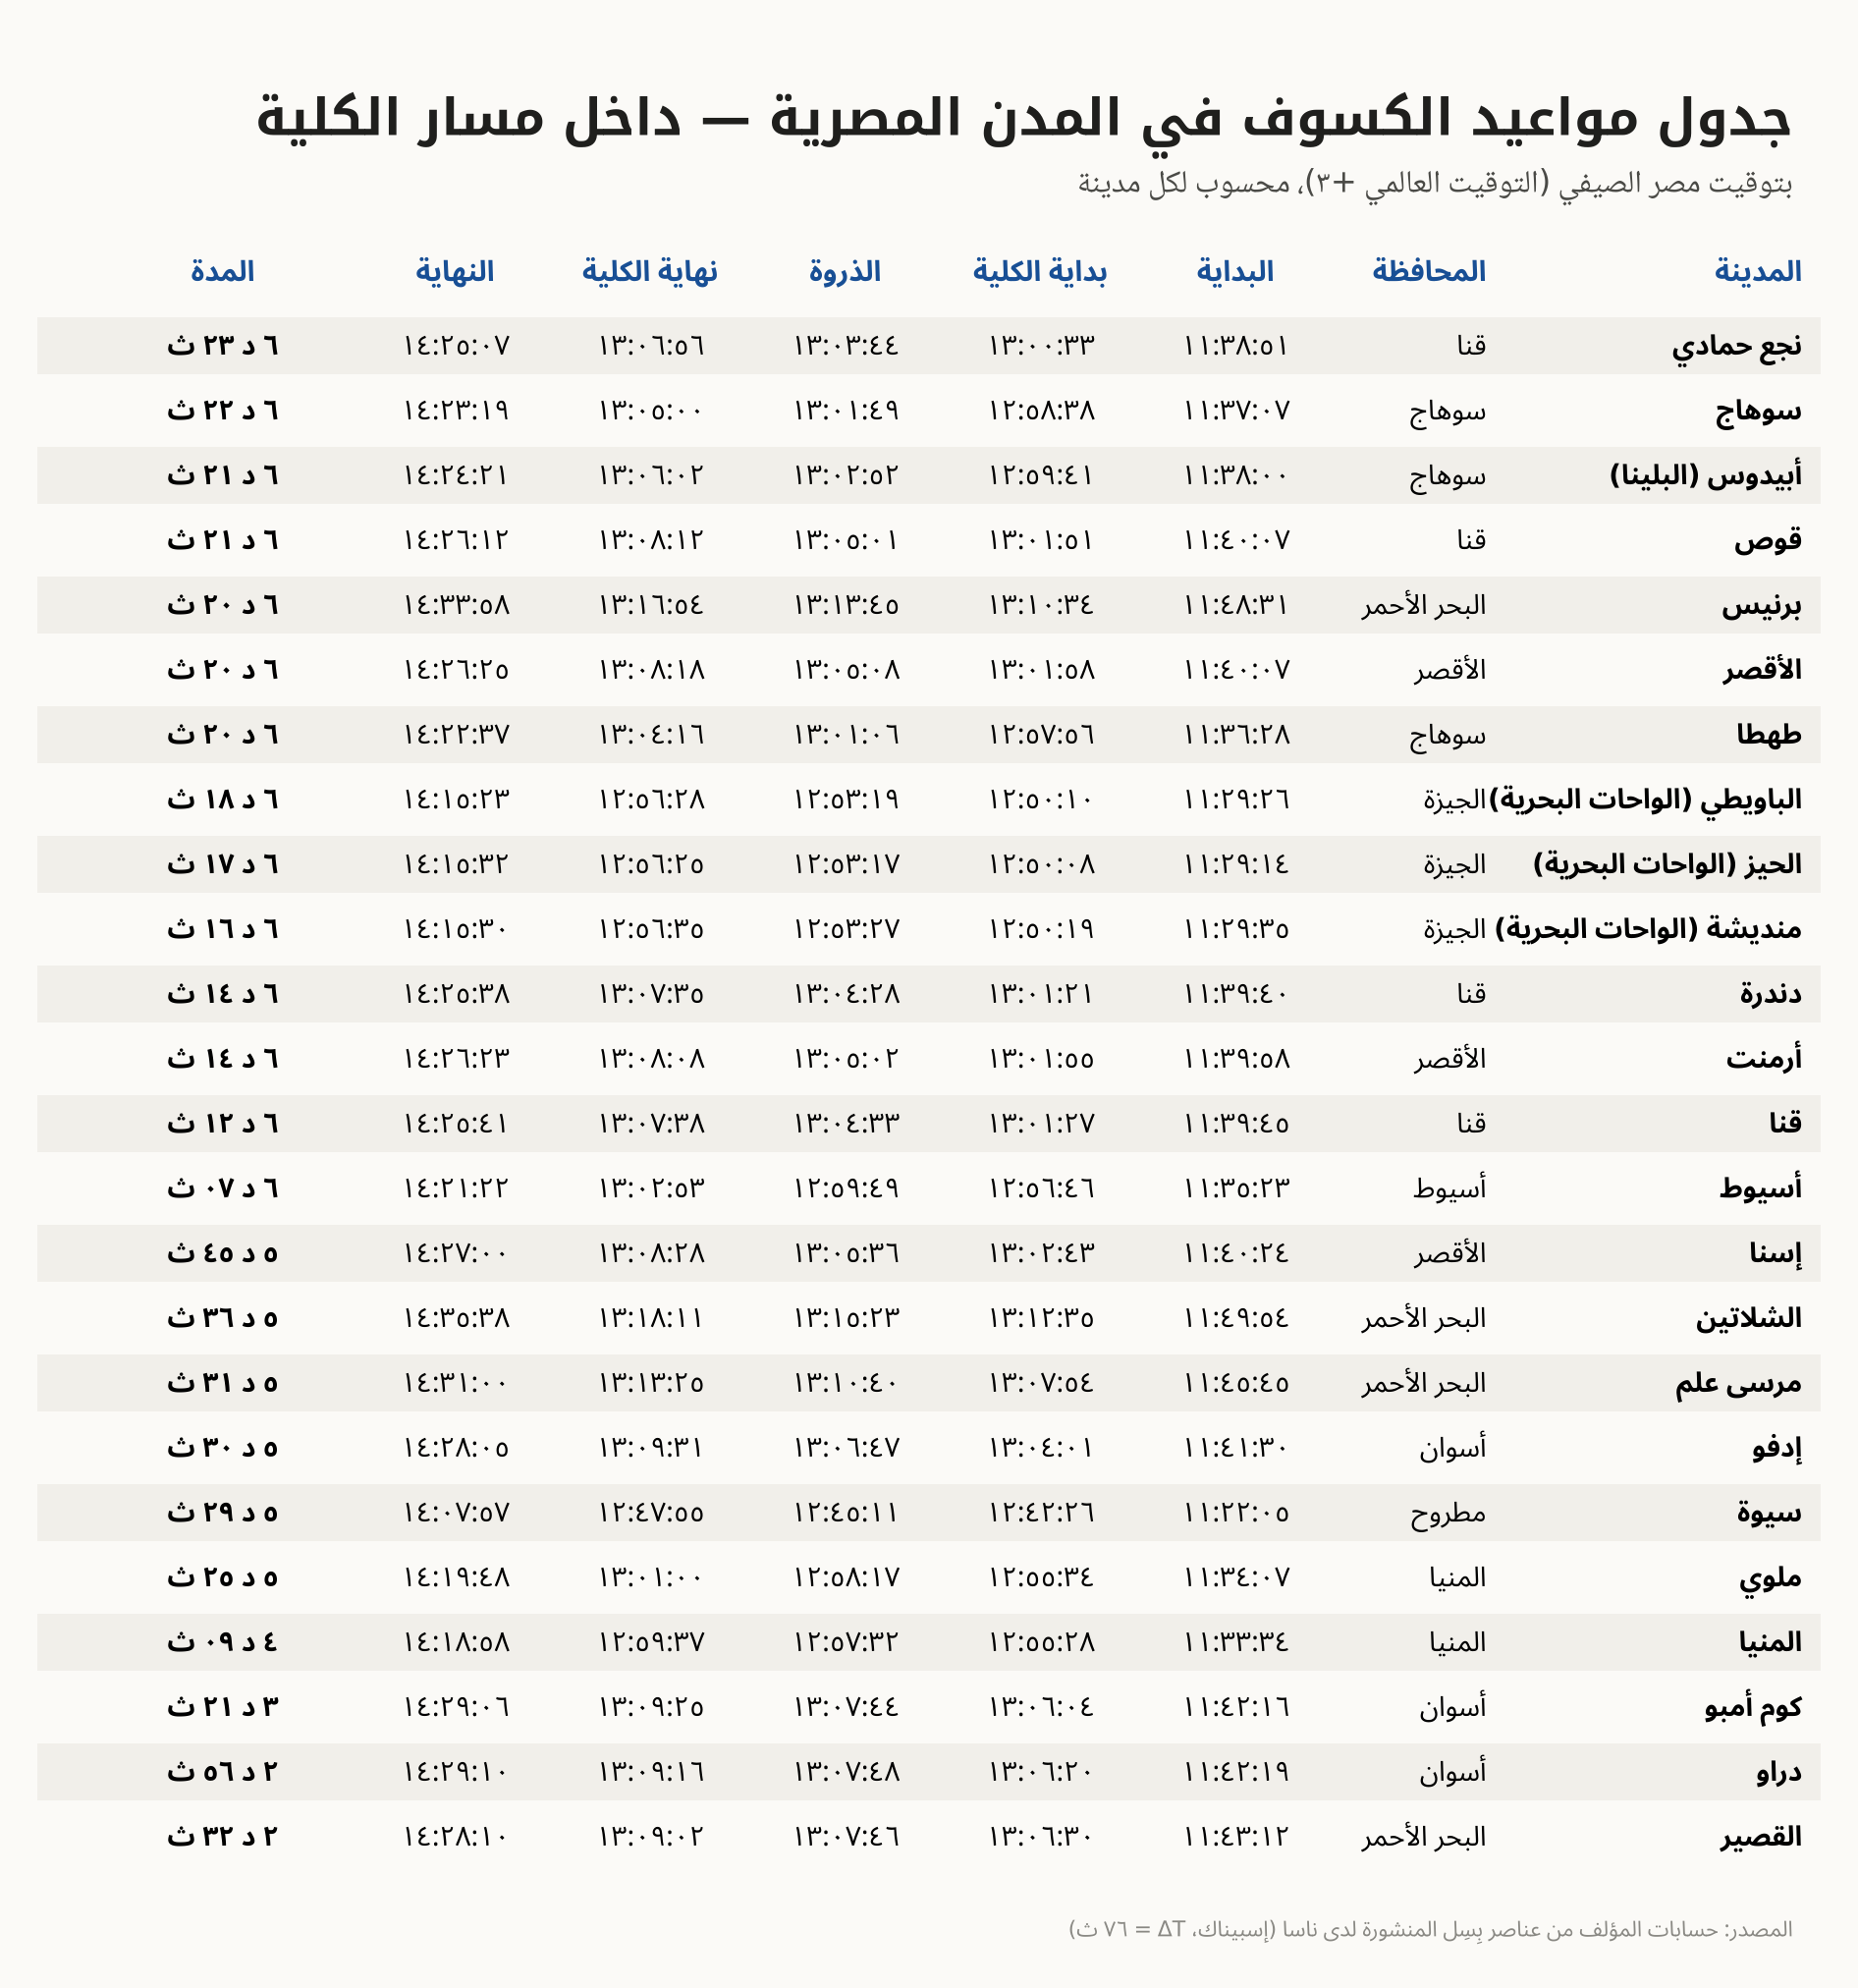 جدول مواعيد الكسوف في المدن المصرية — داخل مسار الكلية
بتوقيت مصر الصيفي (التوقيت العالمي +٣)، محسوب لكل مدينة
المدينة المحافظة البداية بداية الكلية الذروة نهاية الكلية النهاية المدة
نجع حمادي قنا ١١:٣٨:٥١ ١٣:٠٠:٣٣ ١٣:٠٣:٤٤ ١٣:٠٦:٥٦ ١٤:٢٥:٠٧ ٦ د ٢٣ ث
سوهاج سوهاج ١١:٣٧:٠٧ ١٢:٥٨:٣٨ ١٣:٠١:٤٩ ١٣:٠٥:٠٠ ١٤:٢٣:١٩ ٦ د ٢٢ ث
أبيدوس (البلينا) سوهاج ١١:٣٨:٠٠ ١٢:٥٩:٤١ ١٣:٠٢:٥٢ ١٣:٠٦:٠٢ ١٤:٢٤:٢١ ٦ د ٢١ ث
قوص قنا ١١:٤٠:٠٧ ١٣:٠١:٥١ ١٣:٠٥:٠١ ١٣:٠٨:١٢ ١٤:٢٦:١٢ ٦ د ٢١ ث
برنيس البحر الأحمر ١١:٤٨:٣١ ١٣:١٠:٣٤ ١٣:١٣:٤٥ ١٣:١٦:٥٤ ١٤:٣٣:٥٨ ٦ د ٢٠ ث
الأقصر الأقصر ١١:٤٠:٠٧ ١٣:٠١:٥٨ ١٣:٠٥:٠٨ ١٣:٠٨:١٨ ١٤:٢٦:٢٥ ٦ د ٢٠ ث
طهطا سوهاج ١١:٣٦:٢٨ ١٢:٥٧:٥٦ ١٣:٠١:٠٦ ١٣:٠٤:١٦ ١٤:٢٢:٣٧ ٦ د ٢٠ ث
الباويطي (الواحات البحرية) الجيزة ١١:٢٩:٢٦ ١٢:٥٠:١٠ ١٢:٥٣:١٩ ١٢:٥٦:٢٨ ١٤:١٥:٢٣ ٦ د ١٨ ث
الحيز (الواحات البحرية) الجيزة ١١:٢٩:١٤ ١٢:٥٠:٠٨ ١٢:٥٣:١٧ ١٢:٥٦:٢٥ ١٤:١٥:٣٢ ٦ د ١٧ ث
منديشة (الواحات البحرية) الجيزة ١١:٢٩:٣٥ ١٢:٥٠:١٩ ١٢:٥٣:٢٧ ١٢:٥٦:٣٥ ١٤:١٥:٣٠ ٦ د ١٦ ث
دندرة قنا ١١:٣٩:٤٠ ١٣:٠١:٢١ ١٣:٠٤:٢٨ ١٣:٠٧:٣٥ ١٤:٢٥:٣٨ ٦ د ١٤ ث
أرمنت الأقصر ١١:٣٩:٥٨ ١٣:٠١:٥٥ ١٣:٠٥:٠٢ ١٣:٠٨:٠٨ ١٤:٢٦:٢٣ ٦ د ١٤ ث
قنا قنا ١١:٣٩:٤٥ ١٣:٠١:٢٧ ١٣:٠٤:٣٣ ١٣:٠٧:٣٨ ١٤:٢٥:٤١ ٦ د ١٢ ث
أسيوط أسيوط ١١:٣٥:٢٣ ١٢:٥٦:٤٦ ١٢:٥٩:٤٩ ١٣:٠٢:٥٣ ١٤:٢١:٢٢ ٦ د ٠٧ ث
إسنا الأقصر ١١:٤٠:٢٤ ١٣:٠٢:٤٣ ١٣:٠٥:٣٦ ١٣:٠٨:٢٨ ١٤:٢٧:٠٠ ٥ د ٤٥ ث
الشلاتين البحر الأحمر ١١:٤٩:٥٤ ١٣:١٢:٣٥ ١٣:١٥:٢٣ ١٣:١٨:١١ ١٤:٣٥:٣٨ ٥ د ٣٦ ث
مرسى علم البحر الأحمر ١١:٤٥:٤٥ ١٣:٠٧:٥٤ ١٣:١٠:٤٠ ١٣:١٣:٢٥ ١٤:٣١:٠٠ ٥ د ٣١ ث
إدفو أسوان ١١:٤١:٣٠ ١٣:٠٤:٠١ ١٣:٠٦:٤٧ ١٣:٠٩:٣١ ١٤:٢٨:٠٥ ٥ د ٣٠ ث
سيوة مطروح ١١:٢٢:٠٥ ١٢:٤٢:٢٦ ١٢:٤٥:١١ ١٢:٤٧:٥٥ ١٤:٠٧:٥٧ ٥ د ٢٩ ث
ملوي المنيا ١١:٣٤:٠٧ ١٢:٥٥:٣٤ ١٢:٥٨:١٧ ١٣:٠١:٠٠ ١٤:١٩:٤٨ ٥ د ٢٥ ث
المنيا المنيا ١١:٣٣:٣٤ ١٢:٥٥:٢٨ ١٢:٥٧:٣٢ ١٢:٥٩:٣٧ ١٤:١٨:٥٨ ٤ د ٠٩ ث
كوم أمبو أسوان ١١:٤٢:١٦ ١٣:٠٦:٠٤ ١٣:٠٧:٤٤ ١٣:٠٩:٢٥ ١٤:٢٩:٠٦ ٣ د ٢١ ث
دراو أسوان ١١:٤٢:١٩ ١٣:٠٦:٢٠ ١٣:٠٧:٤٨ ١٣:٠٩:١٦ ١٤:٢٩:١٠ ٢ د ٥٦ ث
القصير البحر الأحمر ١١:٤٣:١٢ ١٣:٠٦:٣٠ ١٣:٠٧:٤٦ ١٣:٠٩:٠٢ ١٤:٢٨:١٠ ٢ د ٣٢ ث
المصدر: حسابات المؤلف من عناصر بِسِل المنشورة لدى ناسا (إسبيناك، ΔT = ٧٦ ث)